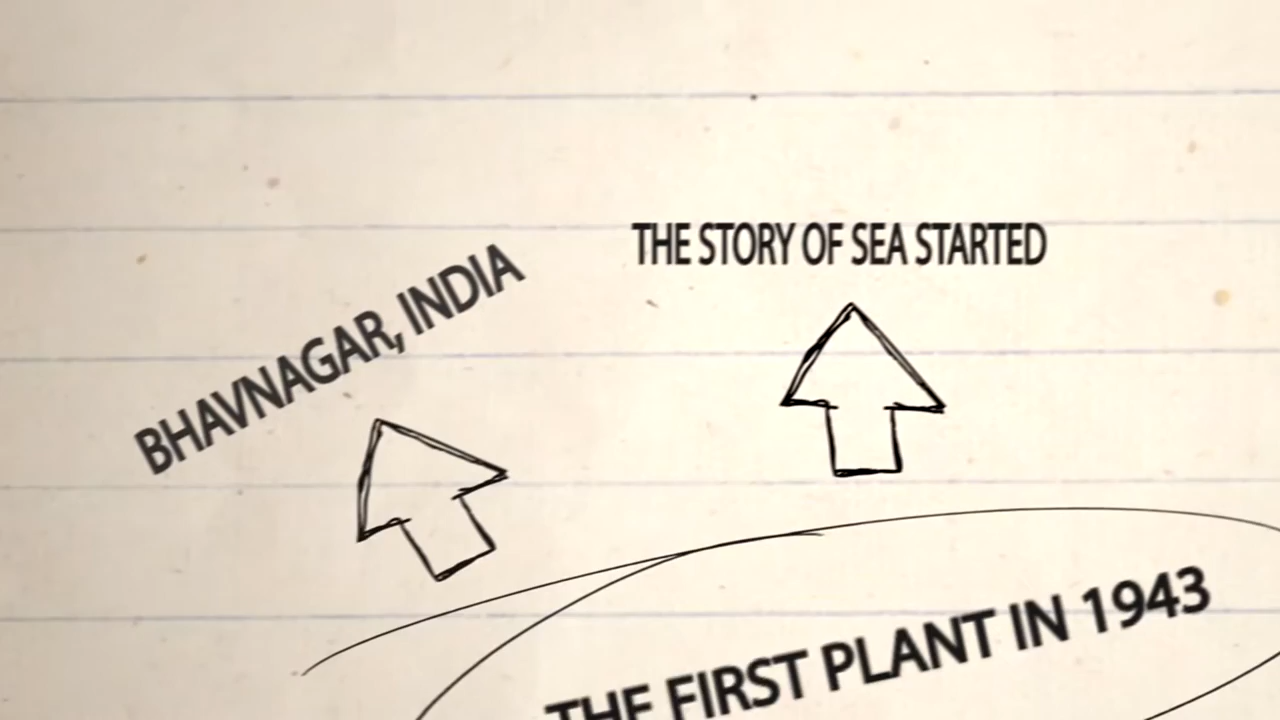 THE STORY OF SEA STARTED
BHAVNAGAR, INDIA
THE FIRST PLANT IN 1943